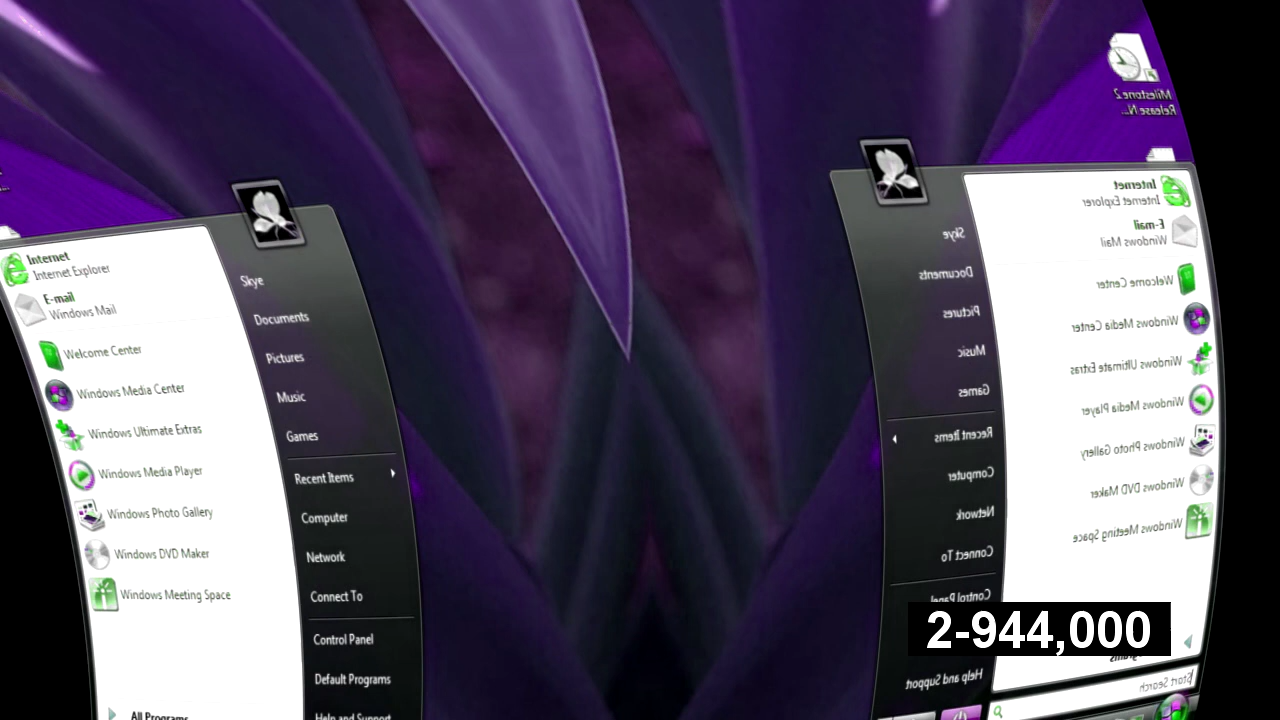 Internet
Internet Explorer
E-mail
Windows Mail
Welcome Center
Windows Media Center
Windows Ultimate Extras
Windows Media Player
Windows Photo Gallery
Windows DVD Maker
Windows Meeting Space
All Programs
Skye
Documents
Pictures
Music
Games
Recent Items
Computer
Network
Connect To
Control Panel
Default Programs
Help and Support
Milestone 2
Release N...
Skye
Documents
Pictures
Music
Games
Recent Items
Computer
Network
Connect To
Control Panel
Help and Support
Internet
Internet Explorer
E-mail
Windows Mail
Welcome Center
Windows Media Center
Windows Ultimate Extras
Windows Media Player
Windows Photo Gallery
Windows DVD Maker
Windows Meeting Space
Start Search
2-944,000